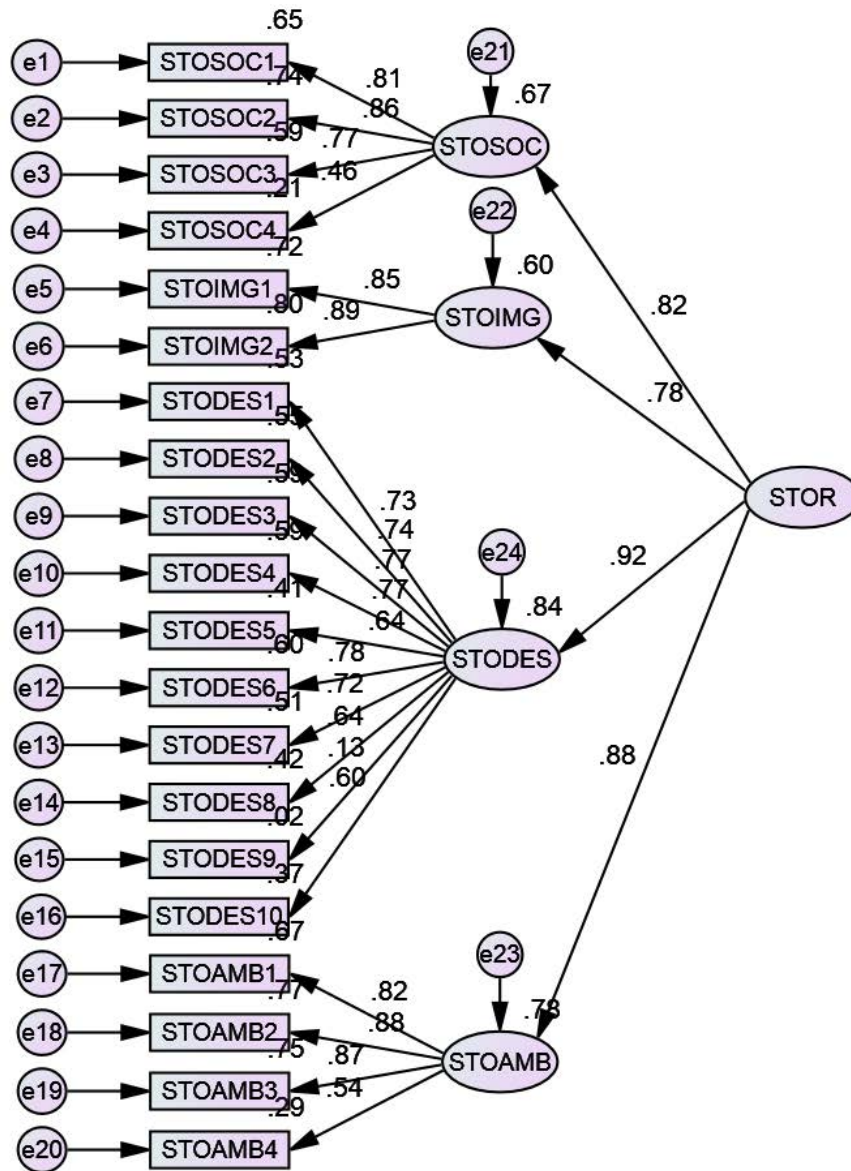 .65
e1 STOSOC1 e21
.74 .81 .67
e2 STOSOC2 .86 STOSOC
.59 .77
e3 STOSOC3 .46
.21 e22
e4 STOSOC4
.72 .60
e5 STOIMG1 .85 .82
.80 .89 STOIMG
e6 STOIMG2
.53 .78
e7 STODES1
.55
e8 STODES2
.59 STOR
e9 STODES3 .73
.59 .74 e24
e10 STODES4 .77 .92
.41 .77
e11 STODES5 .64 .84
.60 .78 STODES
e12 STODES6 .72
.51 .64
e13 STODES7 .13 .88
.42 .60
e14 STODES8
.02
e15 STODES9
.37
e16 STODES10
.67 e23
e17 STOAMB1
.77 .82 .78
e18 STOAMB2 .88 STOAMB
.75 .87
e19 STOAMB3 .54
.29
e20 STOAMB4